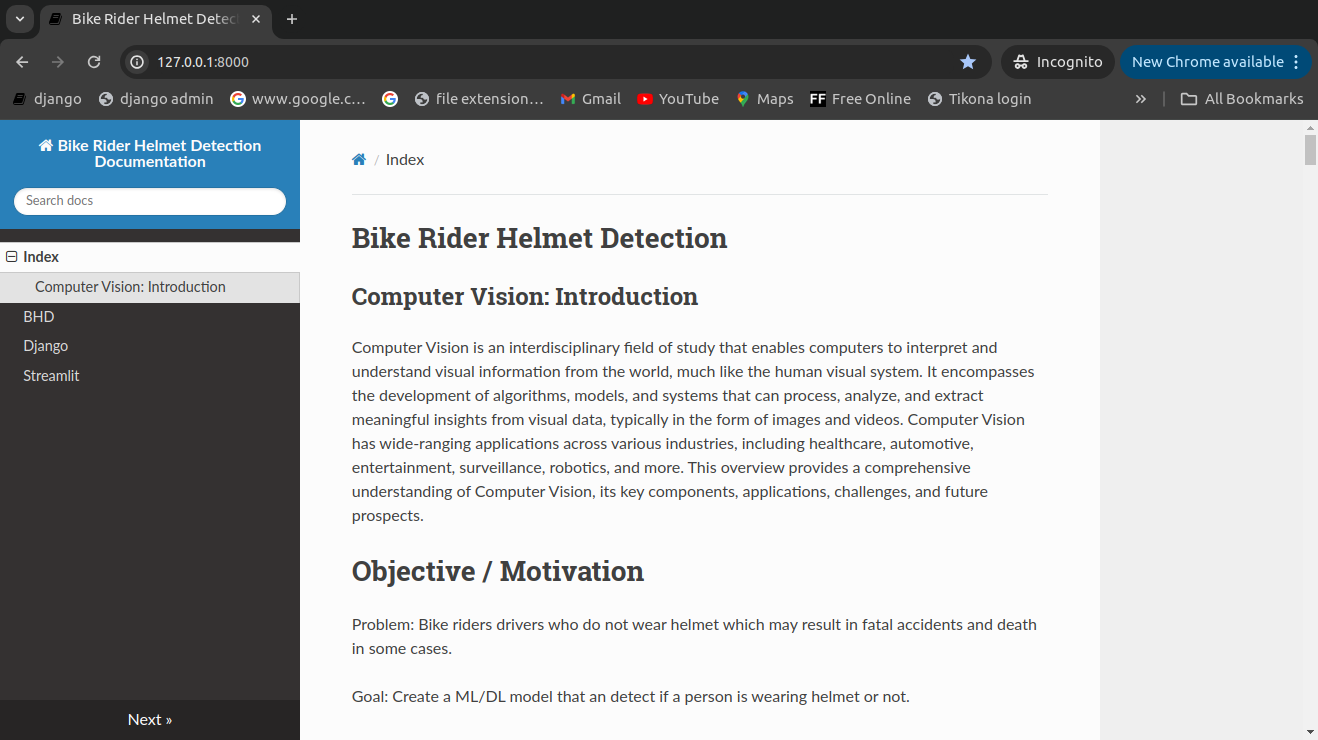 Bike Rider Helmet Detec
127.0.0.1:8000
Incognito
New Chrome available
django
django admin
www.google.c...
file extension...
Gmail
YouTube
Maps
FF Free Online
Tikona login
»
All Bookmarks
Bike Rider Helmet Detection
Documentation
Search docs
Index
Computer Vision: Introduction
BHD
Django
Streamlit
Next »
/ Index
Bike Rider Helmet Detection
Computer Vision: Introduction
Computer Vision is an interdisciplinary field of study that enables computers to interpret and
understand visual information from the world, much like the human visual system. It encompasses
the development of algorithms, models, and systems that can process, analyze, and extract
meaningful insights from visual data, typically in the form of images and videos. Computer Vision
has wide-ranging applications across various industries, including healthcare, automotive,
entertainment, surveillance, robotics, and more. This overview provides a comprehensive
understanding of Computer Vision, its key components, applications, challenges, and future
prospects.
Objective / Motivation
Problem: Bike riders drivers who do not wear helmet which may result in fatal accidents and death
in some cases.
Goal: Create a ML/DL model that an detect if a person is wearing helmet or not.